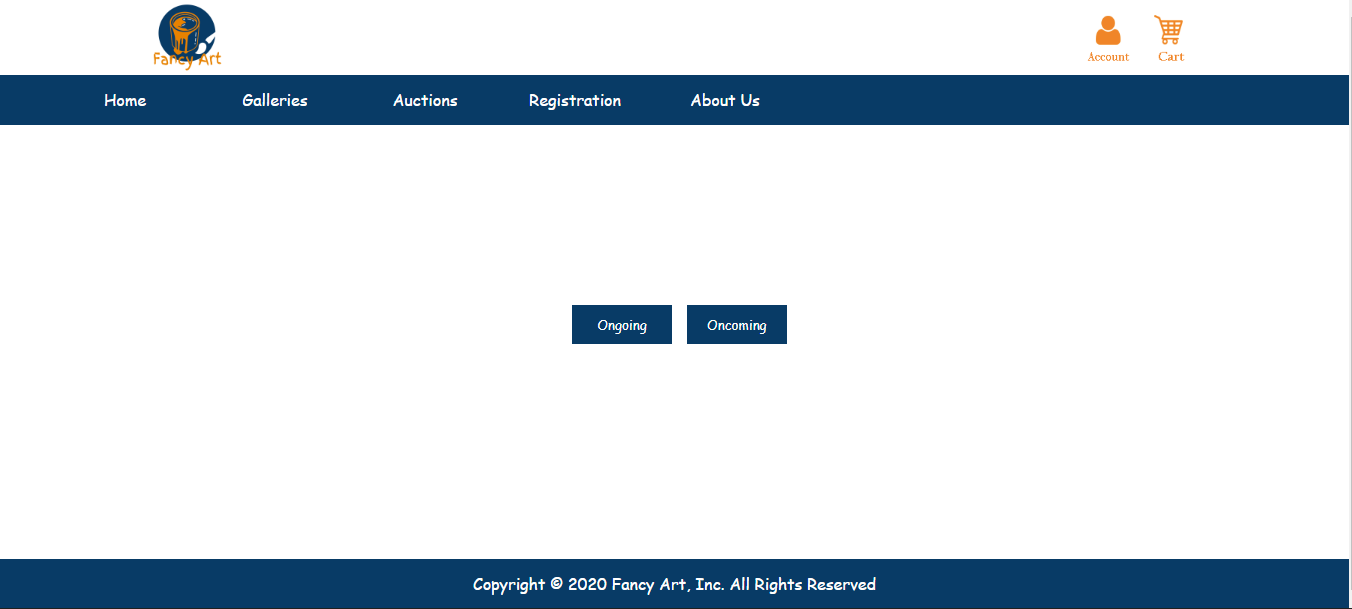 Fancy Art
Account Cart
Home Galleries Auctions Registration About Us
Ongoing Oncoming
Copyright © 2020 Fancy Art, Inc. All Rights Reserved